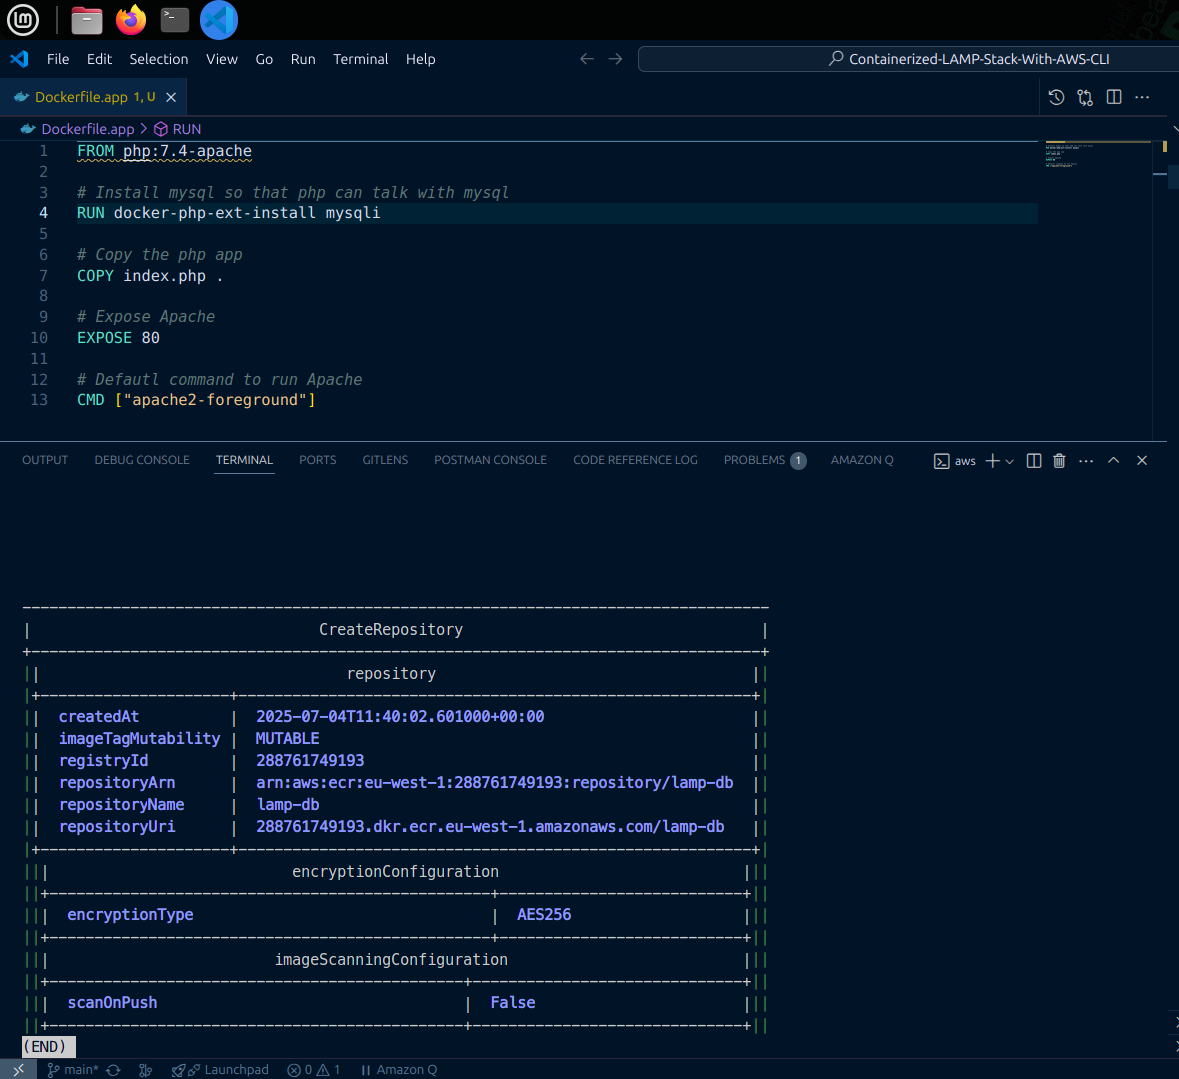 File Edit Selection View Go Run Terminal Help
Containerized-LAMP-Stack-With-AWS-CLI
Dockerfile.app 1, U
Dockerfile.app > RUN
1 FROM php:7.4-apache
2
3 # Install mysql so that php can talk with mysql
4 RUN docker-php-ext-install mysqli
5
6 # Copy the php app
7 COPY index.php .
8
9 # Expose Apache
10 EXPOSE 80
11
12 # Defautl command to run Apache
13 CMD ["apache2-foreground"]
OUTPUT DEBUG CONSOLE TERMINAL PORTS GITLENS POSTMAN CONSOLE CODE REFERENCE LOG PROBLEMS 1 AMAZON Q aws
CreateRepository
repository
createdAt | 2025-07-04T11:40:02.601000+00:00
imageTagMutability | MUTABLE
registryId | 288761749193
repositoryArn | arn:aws:ecr:eu-west-1:288761749193:repository/lamp-db
repositoryName | lamp-db
repositoryUri | 288761749193.dkr.ecr.eu-west-1.amazonaws.com/lamp-db
encryptionConfiguration
encryptionType | AES256
imageScanningConfiguration
scanOnPush | False
(END)
main* Launchpad 0 1 Amazon Q